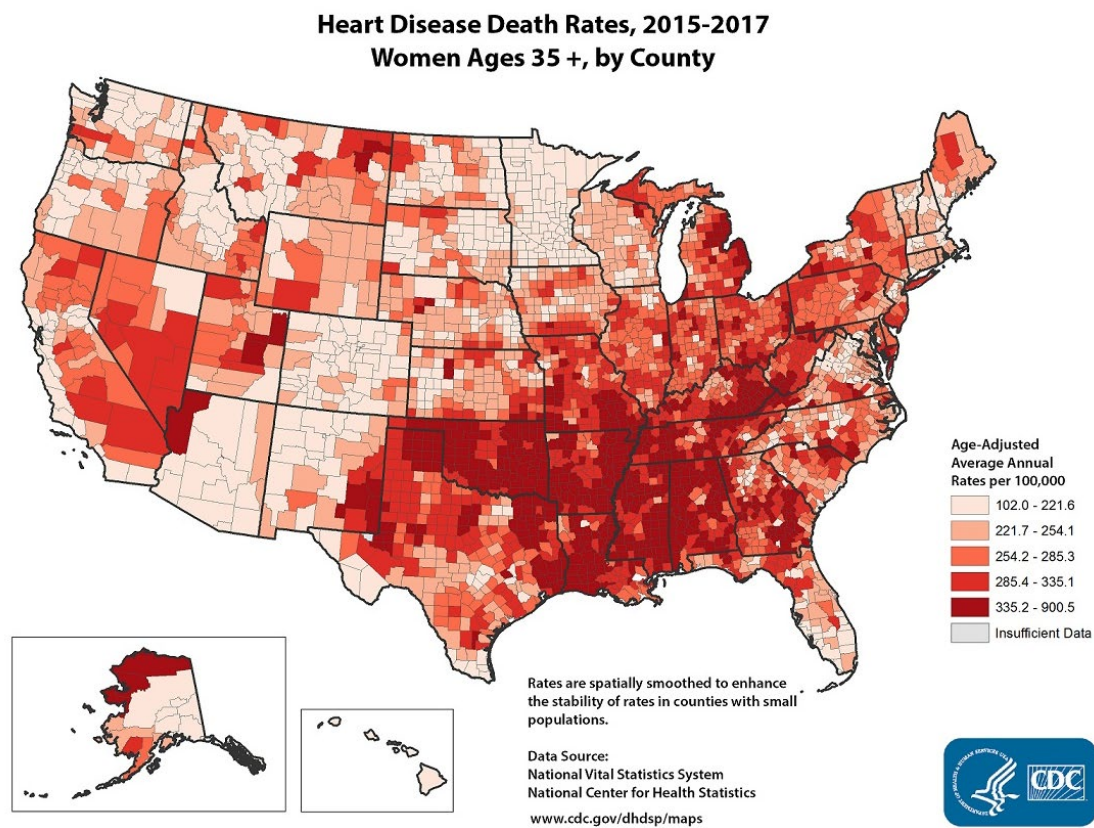 Heart Disease Death Rates, 2015-2017
Women Ages 35 +, by County
Age-Adjusted
Average Annual
Rates per 100,000
102.0 - 221.6
221.7 - 254.1
254.2 - 285.3
285.4 - 335.1
335.2 - 900.5
Insufficient Data
Rates are spatially smoothed to enhance
the stability of rates in counties with small
populations.
Data Source:
National Vital Statistics System
National Center for Health Statistics
www.cdc.gov/dhdsp/maps
CDC